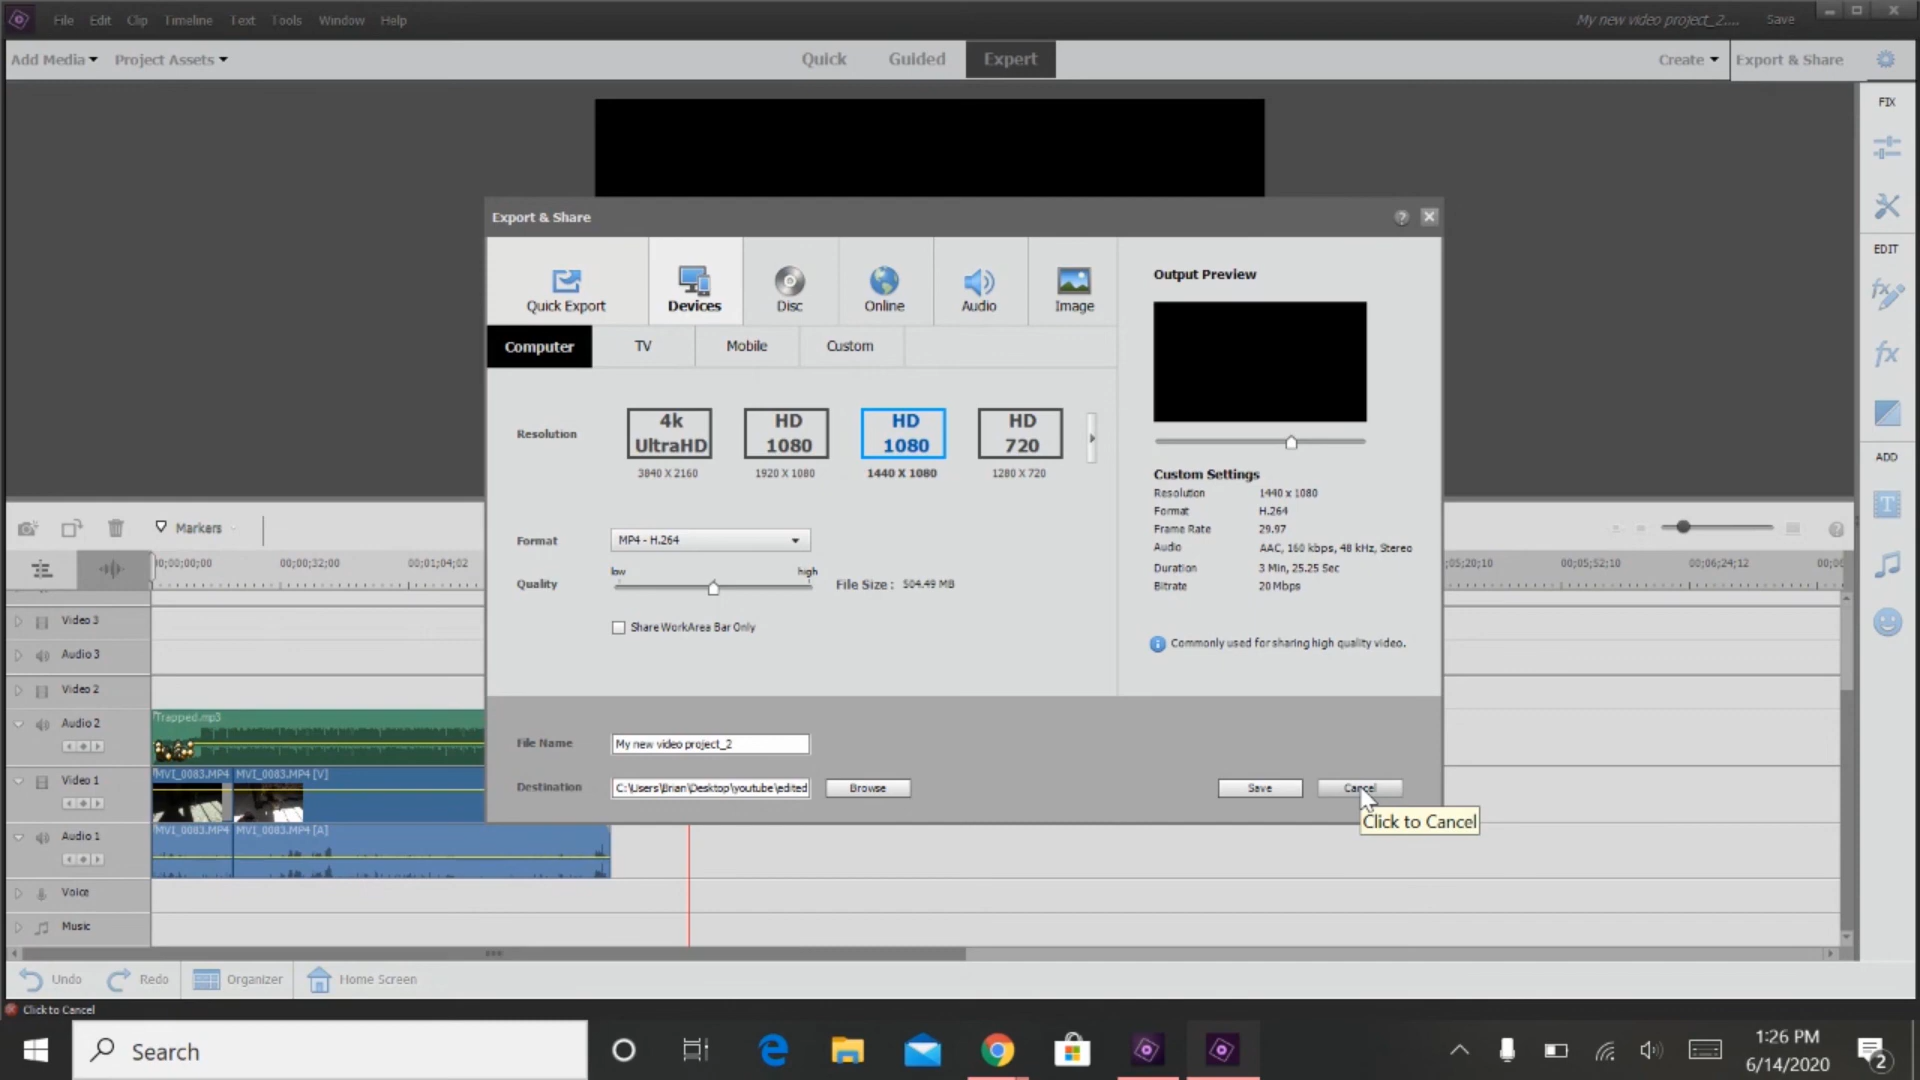 File Edit Clip Timeline Text Tools Window Help
My new video project_2.... Save
Add Media Project Assets
Quick Guided Expert
Create Export & Share
FIX
EDIT
ADD
Export & Share
Quick Export Devices Disc Online Audio Image
Computer TV Mobile Custom
Resolution
4k UltraHD
HD 1080
HD 1080
HD 720
3840 X 2160 1920 X 1080 1440 X 1080 1280 X 720
Format MP4 - H.264
low high
Quality File Size : 504.49 MB
Share WorkArea Bar Only
Output Preview
Custom Settings
Resolution 1440 x 1080
Format H.264
Frame Rate 29.97
Audio AAC, 160 kbps, 48 kHz, Stereo
Duration 3 Min, 25.25 Sec
Bitrate 20 Mbps
Commonly used for sharing high quality video.
File Name My new video project_2
Destination C:\Users\Brian\Desktop\youtube\edited Browse
Save Cancel
Click to Cancel
Markers
00;00;00;00 00;00;32;00 00;01;04;02
;05;20;10 00;05;52;10 00;06;24;12 00;0
Video 3
Audio 3
Video 2
Audio 2
Trapped.mp3
Video 1
MVI_0083.MP4 MVI_0083.MP4 [V]
Audio 1
MVI_0083.MP4 MVI_0083.MP4 [A]
Voice
Music
Undo Redo Organizer Home Screen
Click to Cancel
Search
1:26 PM
6/14/2020
2